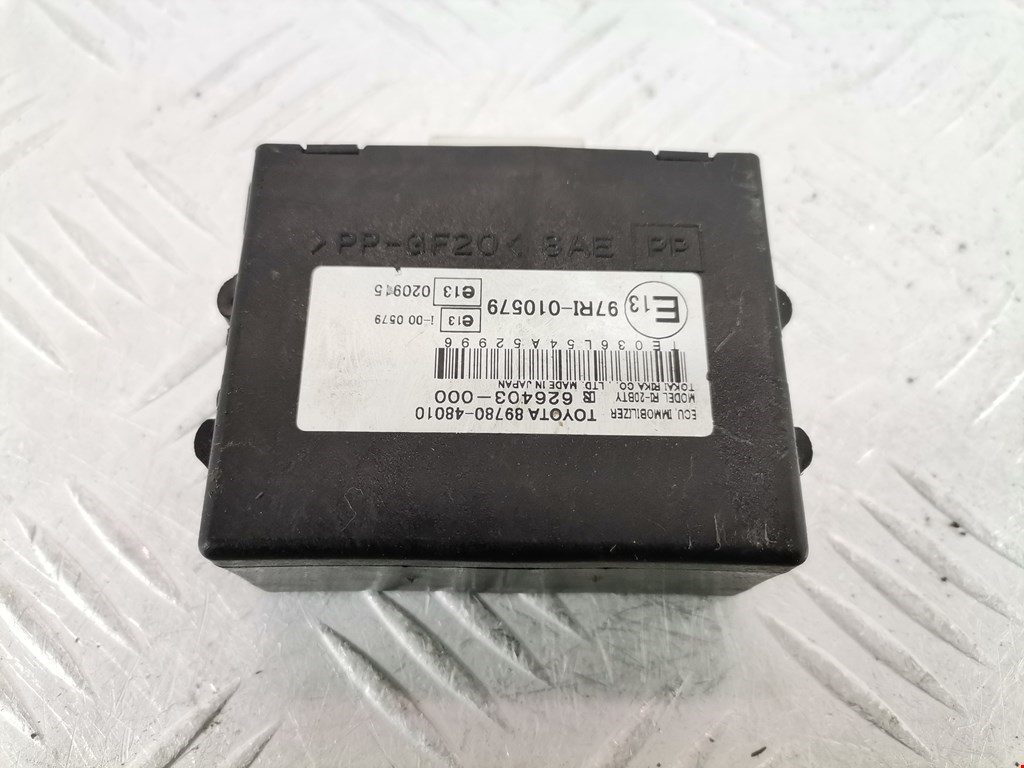 >PP-GF20< SAE PP
ECU, IMMOBILIZER
TOYOTA 89780-48010
MODEL RI-20BTY
626403-000
TOKAI RIKA CO., LTD. MADE IN JAPAN
1E036L54A52996
E13
97RI-010579
e13 I-00 0579
e13 020915